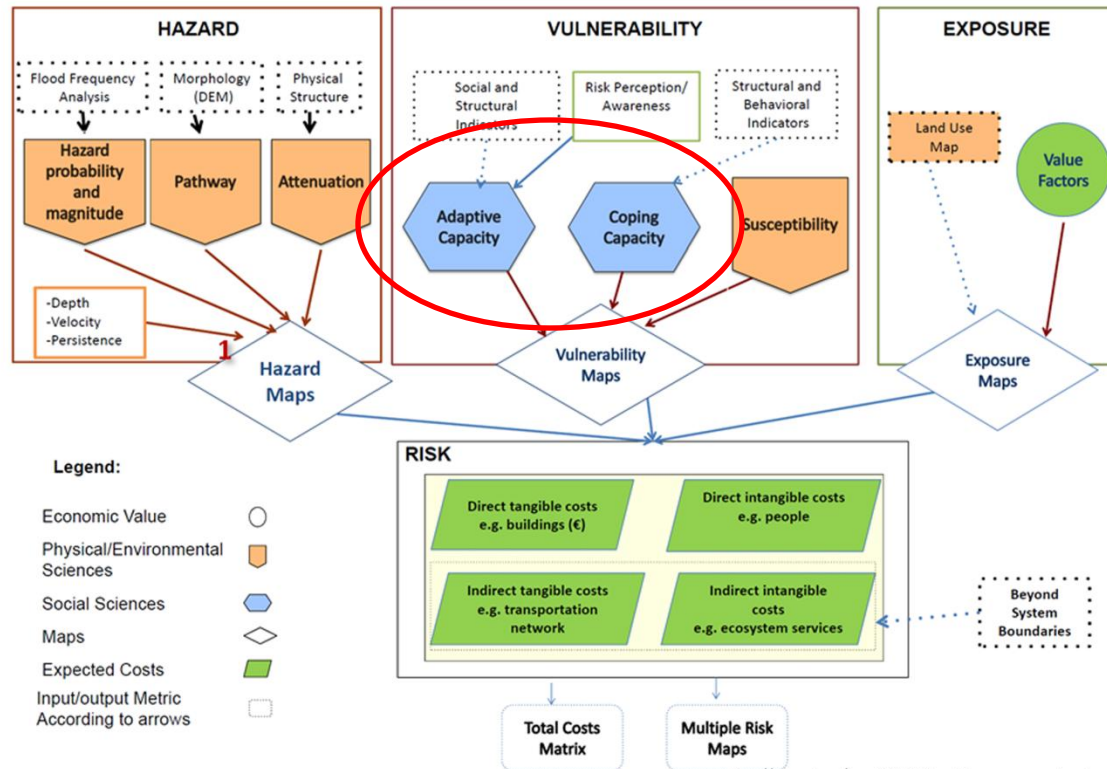 HAZARD
Flood Frequency
Analysis
Morphology
(DEM)
Physical
Structure
Hazard
probability
and
magnitude
Pathway
Attenuation
-Depth
-Velocity
-Persistence
1
Hazard
Maps
VULNERABILITY
Social and
Structural
Indicators
Risk Perception/
Awareness
Structural and
Behavioral
Indicators
Adaptive
Capacity
Coping
Capacity
Susceptibility
Vulnerability
Maps
EXPOSURE
Land Use
Map
Value
Factors
Exposure
Maps
RISK
Direct tangible costs
e.g. buildings (€)
Direct intangible costs
e.g. people
Indirect tangible costs
e.g. transportation
network
Indirect intangible
costs
e.g. ecosystem services
Beyond
System
Boundaries
Total Costs
Matrix
Multiple Risk
Maps
Legend:
Economic Value
Physical/Environmental
Sciences
Social Sciences
Maps
Expected Costs
Input/output Metric
According to arrows